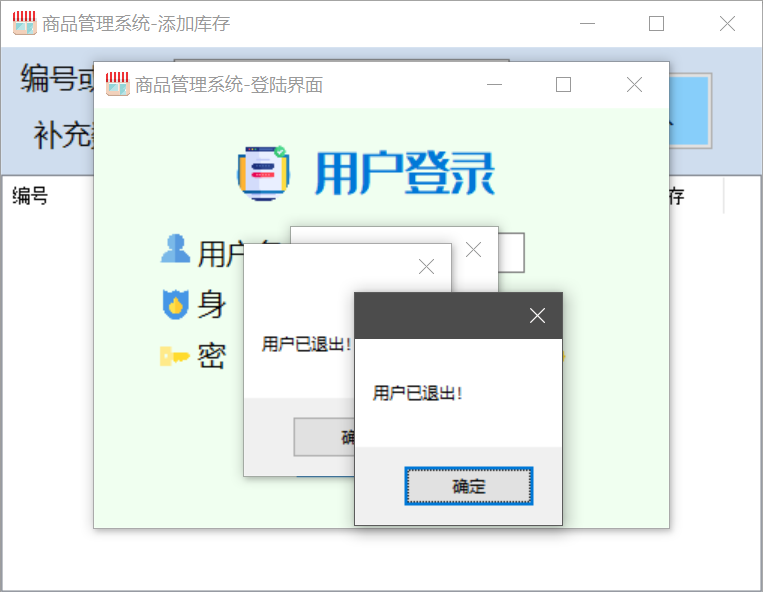 商品管理系统-添加库存
编号或
商品管理系统-登陆界面
补充
用户登录
编号
存
用户名
身
用户已退出!
密
用户已退出!
确
确定